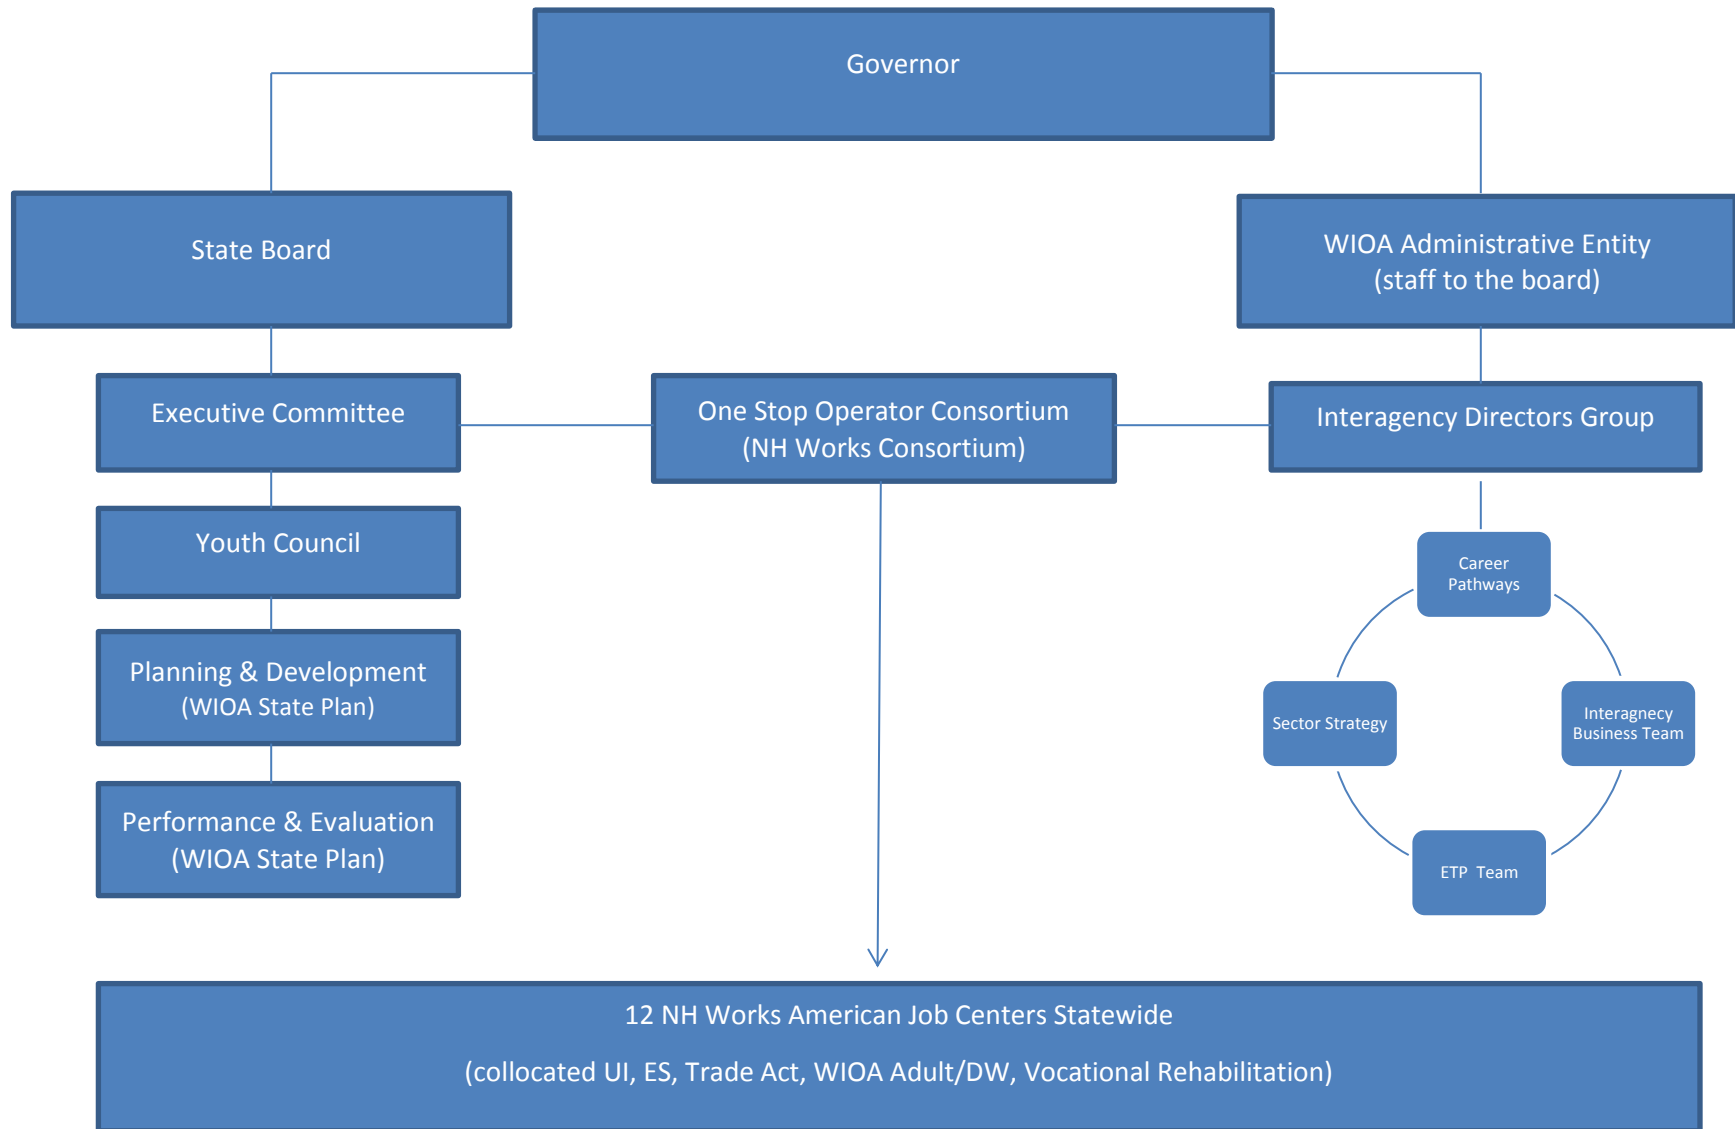 Governor
State Board
WIOA Administrative Entity
(staff to the board)
Executive Committee
One Stop Operator Consortium
(NH Works Consortium)
Interagency Directors Group
Youth Council
Planning & Development
(WIOA State Plan)
Performance & Evaluation
(WIOA State Plan)
Career
Pathways
Interagnecy
Business Team
ETP  Team
Sector Strategy
12 NH Works American Job Centers Statewide
(collocated UI, ES, Trade Act, WIOA Adult/DW, Vocational Rehabilitation)